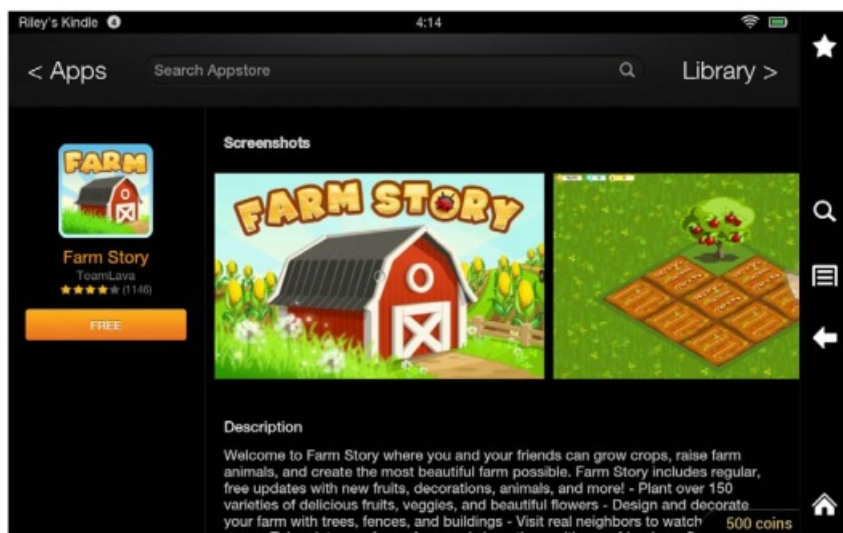 Riley's Kindle 4
4:14
< Apps
Search Appstore
Library >
FARM
Farm Story
TeamLava
(1146)
FREE
Screenshots
FARM STORY
Description
Welcome to Farm Story where you and your friends can grow crops, raise farm
animals, and create the most beautiful farm possible. Farm Story includes regular,
free updates with new fruits, decorations, animals, and more! - Plant over 150
varieties of delicious fruits, veggies, and beautiful flowers - Design and decorate
your farm with trees, fences, and buildings - Visit real neighbors to watch
500 coins